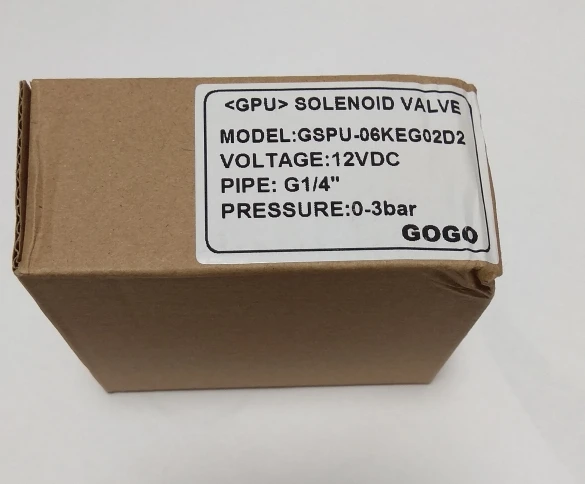 <GPU> SOLENOID VALVE
MODEL:GSPU-06KEG02D2
VOLTAGE:12VDC
PIPE: G1/4"
PRESSURE:0-3bar
GOGO